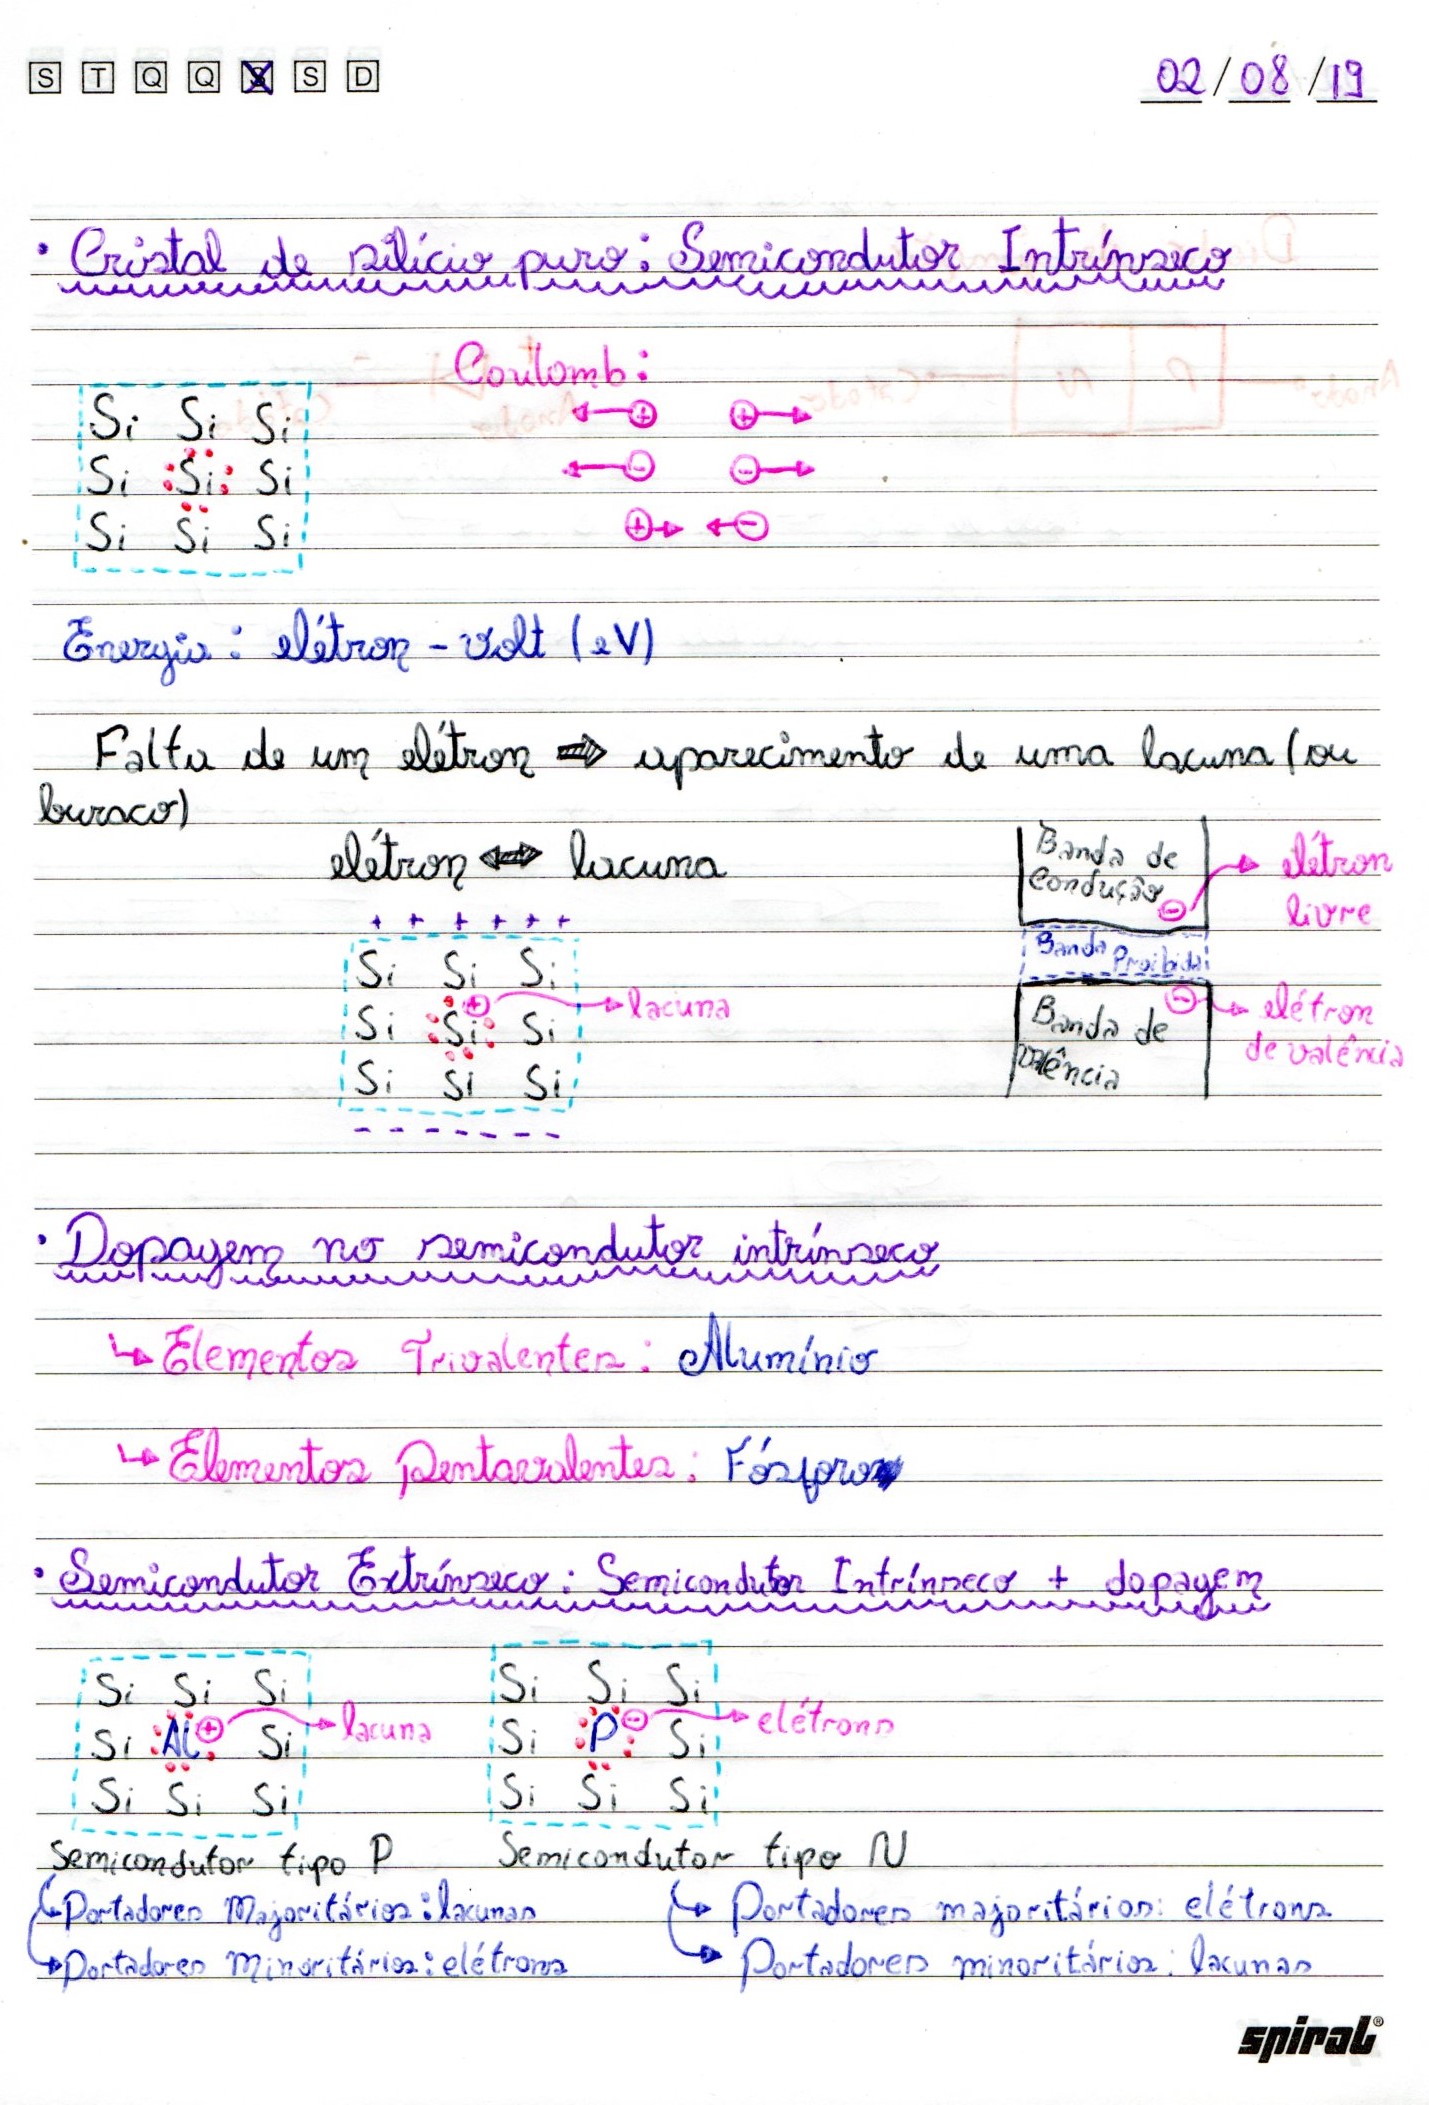 S T Q Q S S D 02/08/19
• Cristal de silício puro: Semicondutor Intrínseco
Coulomb:
Si Si Si ← ⊕ ⊕ →
Si Si Si ← ⊖ ⊖ →
Si Si Si ⊕ → ← ⊖
Energia: elétron - volt (eV)
Falta de um elétron ⇒ aparecimento de uma lacuna (ou
buraco)
elétron ⇔ lacuna
+ + + + + +
Si Si Si
Si Si ⊕ Si → lacuna
Si Si Si
- - - - - - -
Banda de
condução ⊖ → elétron
livre
Banda Proibida
Banda de ⊖ → elétron
de valência
valência
• Dopagem no semicondutor intrínseco
↳ Elementos Trivalentes: Alumínio
↳ Elementos Pentavalentes: Fósforo
• Semicondutor Extrínseco: Semicondutor Intrínseco + dopagem
Si Si Si
Si Al ⊕ Si → lacuna
Si Si Si
Semicondutor tipo P
↳ Portadores Majoritários: lacunas
↳ Portadores Minoritários: elétrons
Si Si Si
Si P ⊖ Si → elétrons
Si Si Si
Semicondutor tipo N
↳ Portadores majoritários: elétrons
↳ Portadores minoritários: lacunas
spiral®